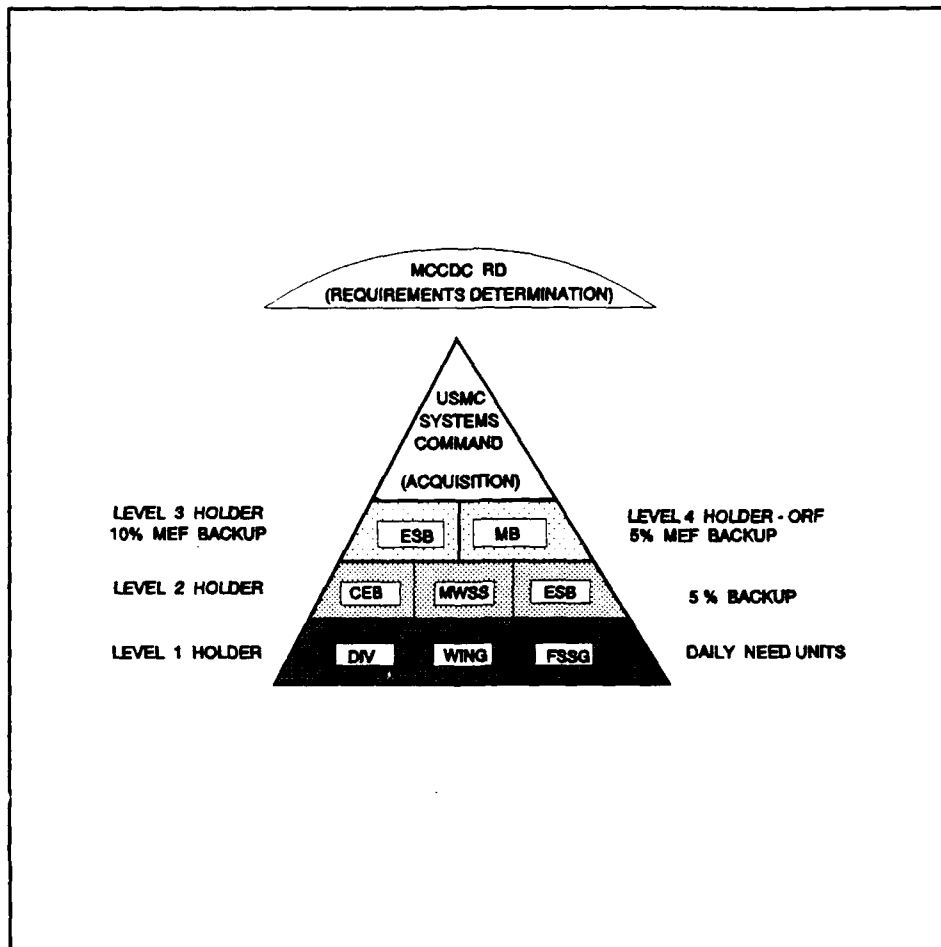 MCCDC RD
(REQUIREMENTS DETERMINATION)
USMC
SYSTEMS
COMMAND
(ACQUISITION)
LEVEL 3 HOLDER
10% MEF BACKUP
ESB
MB
LEVEL 4 HOLDER - ORF
5% MEF BACKUP
LEVEL 2 HOLDER
CEB
MWSS
ESB
5 % BACKUP
LEVEL 1 HOLDER
DIV
WING
FSSG
DAILY NEED UNITS